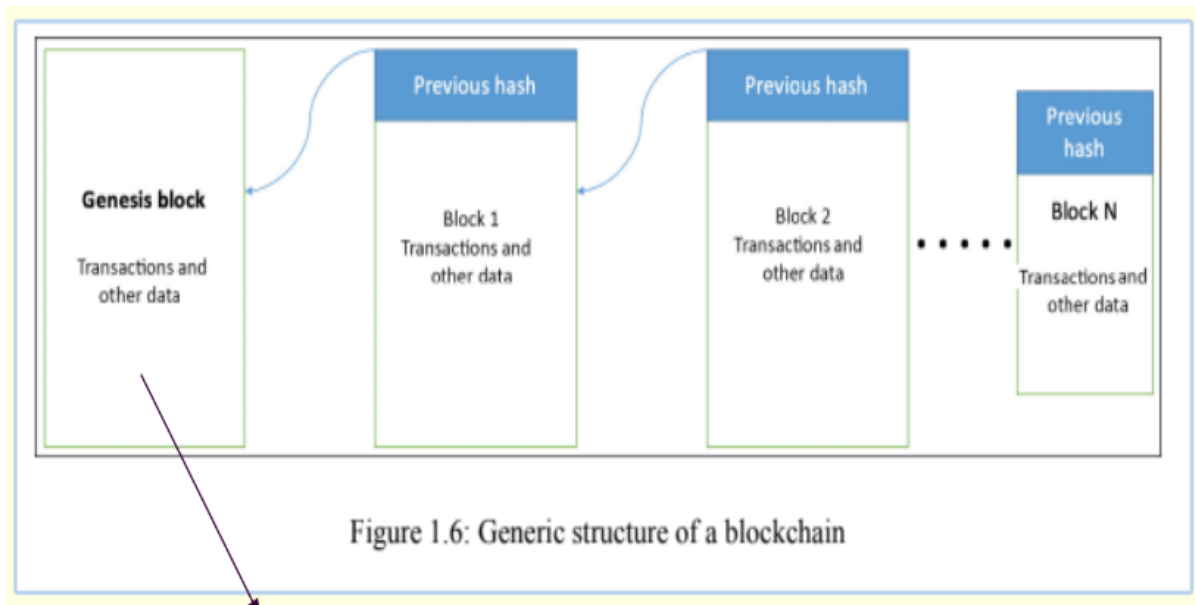 Genesis block
Transactions and
other data
Previous hash
Block 1
Transactions and
other data
Previous hash
Block 2
Transactions and
other data
Previous
hash
Block N
Transactions and
other data
Figure 1.6: Generic structure of a blockchain